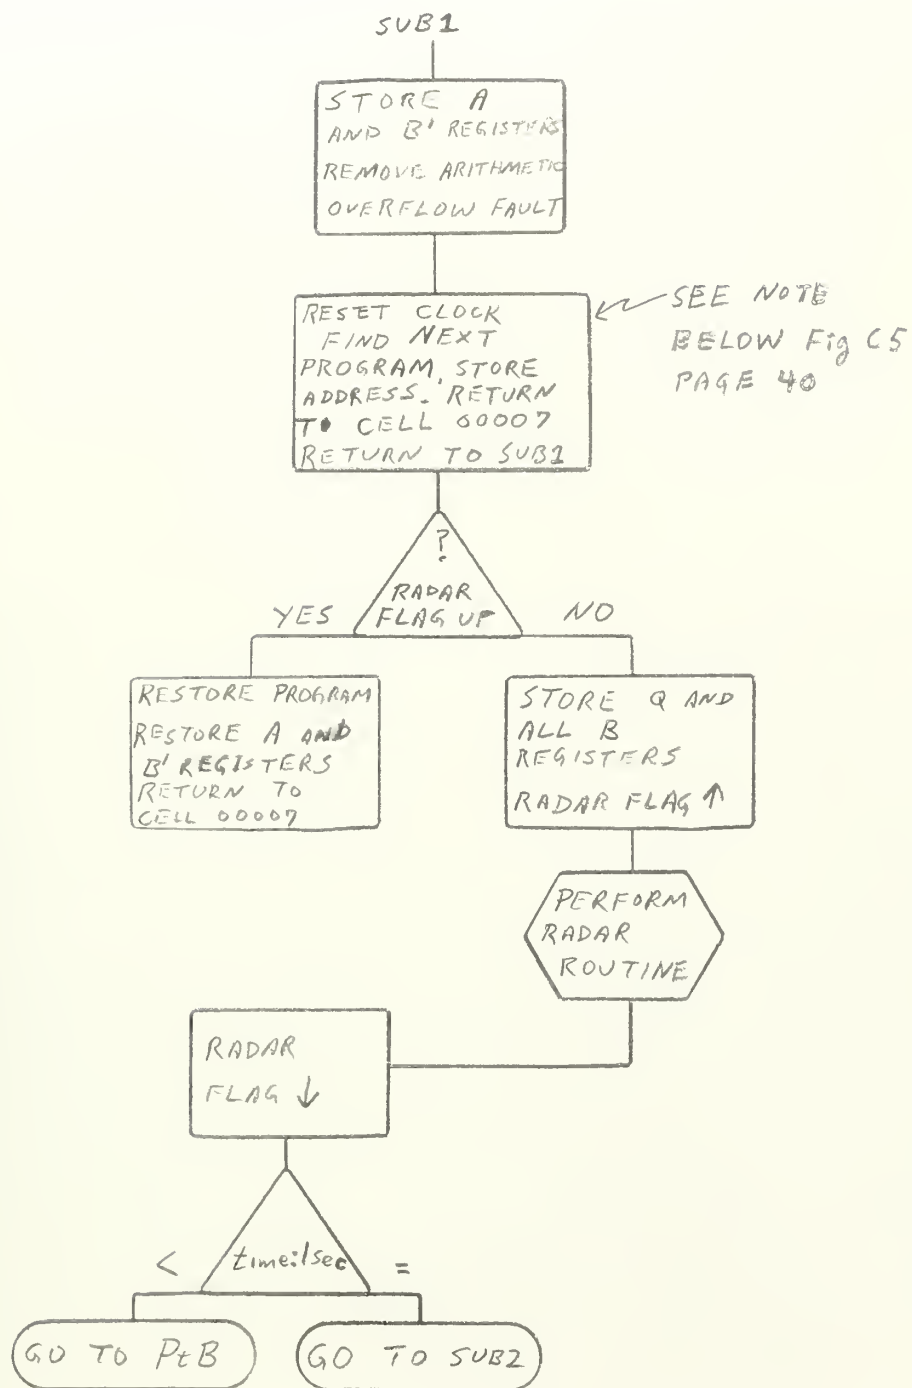 SUB1
STORE A
AND B' REGISTERS
REMOVE ARITHMETIC
OVERFLOW FAULT
RESET CLOCK
FIND NEXT
PROGRAM, STORE
ADDRESS. RETURN
TO CELL 00007
RETURN TO SUB1
SEE NOTE
BELOW Fig C5
PAGE 40
?
RADAR
FLAG UP
YES
NO
RESTORE PROGRAM
RESTORE A AND
B' REGISTERS
RETURN TO
CELL 00007
STORE Q AND
ALL B
REGISTERS
RADAR FLAG ↑
PERFORM
RADAR
ROUTINE
RADAR
FLAG ↓
<
time:1sec
=
GO TO PtB
GO TO SUB2